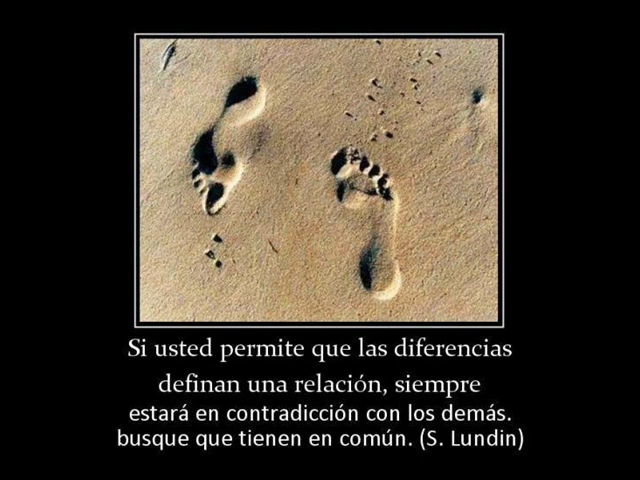 Si usted permite que las diferencias
definan una relación, siempre
estará en contradicción con los demás.
busque que tienen en común. (S. Lundin)